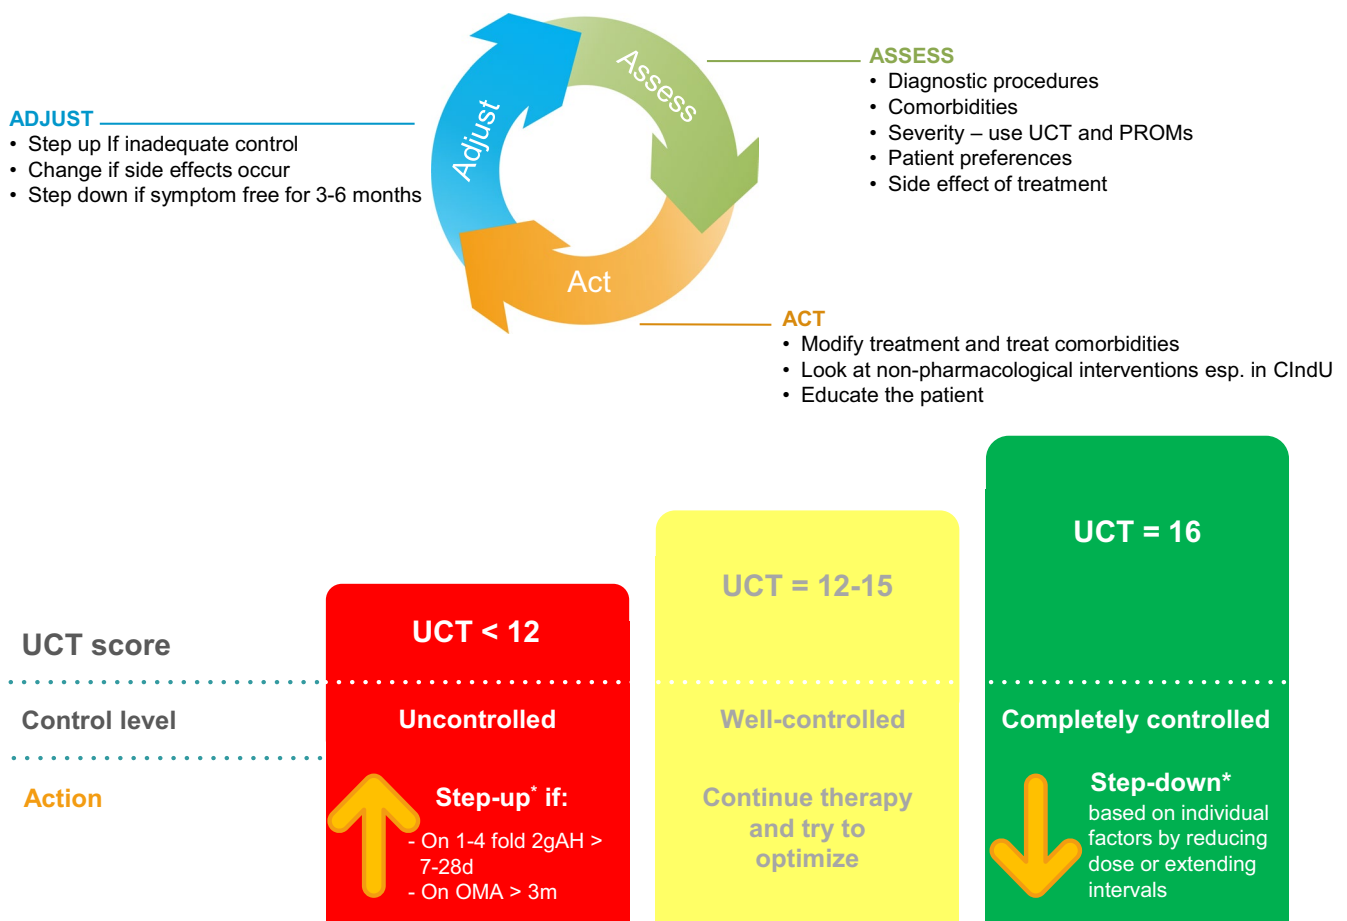 Assess
Adjust
Act
ASSESS
• Diagnostic procedures
• Comorbidities
• Severity – use UCT and PROMs
• Patient preferences
• Side effect of treatment
ADJUST
• Step up If inadequate control
• Change if side effects occur
• Step down if symptom free for 3-6 months
ACT
• Modify treatment and treat comorbidities
• Look at non-pharmacological interventions esp. in CIndU
• Educate the patient
UCT score
UCT < 12
UCT = 12-15
UCT = 16
Control level
Uncontrolled
Well-controlled
Completely controlled
Action
Step-up* if:
- On 1-4 fold 2gAH >
7-28d
- On OMA > 3m
Continue therapy
and try to
optimize
Step-down*
based on individual
factors by reducing
dose or extending
intervals